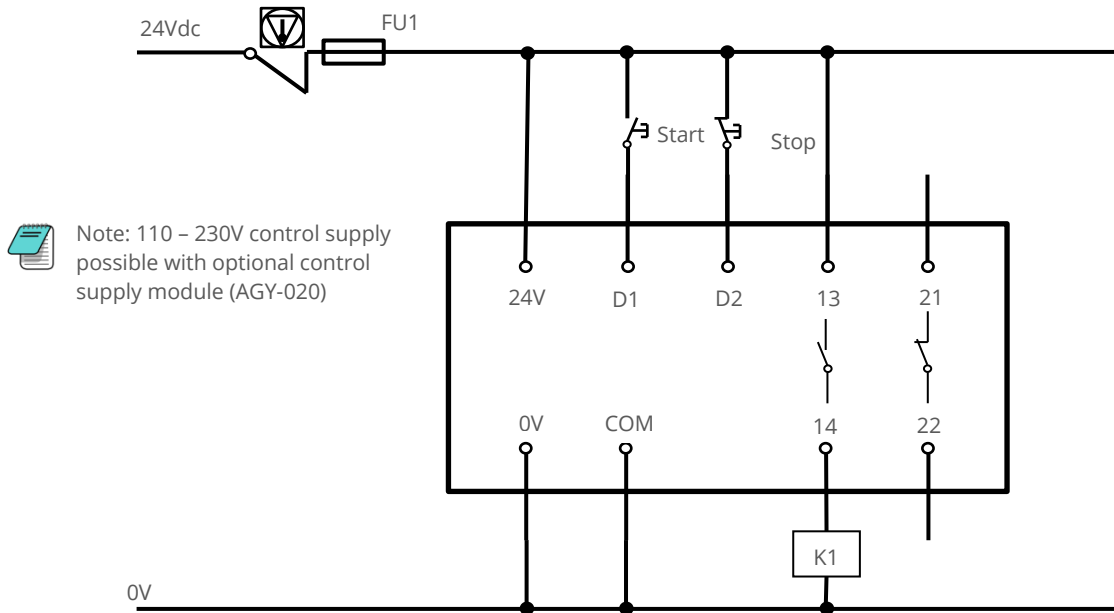 24Vdc
FU1
Start
Stop
Note: 110 – 230V control supply
possible with optional control
supply module (AGY-020)
24V
D1
D2
13
21
0V
COM
14
22
K1
0V